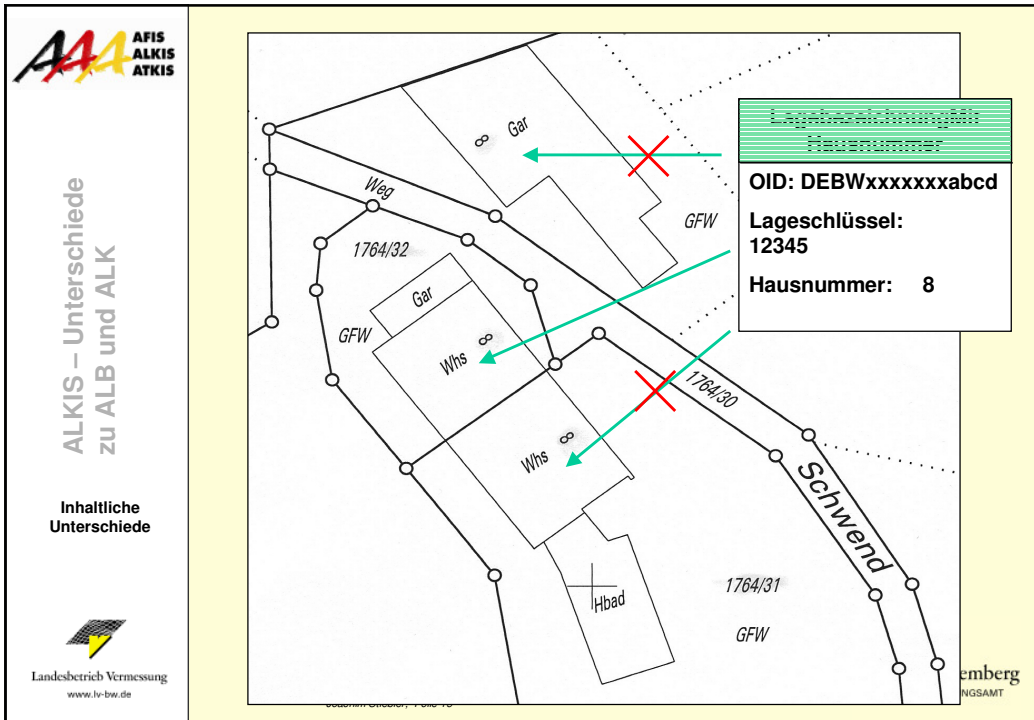 AFIS
ALKIS
ATKIS
ALKIS – Unterschiede
zu ALB und ALK
Inhaltliche
Unterschiede
Landesbetrieb Vermessung
www.lv-bw.de
8
Gar
Weg
GFW
1764/32
Gar
GFW
Whs
8
1764/30
Whs
8
Schwend
Hbad
1764/31
GFW
LagebezeichnungMit
Hausnummer
OID: DEBWxxxxxxxabcd
Lageschlüssel:
12345
Hausnummer: 8
emberg
NGSAMT